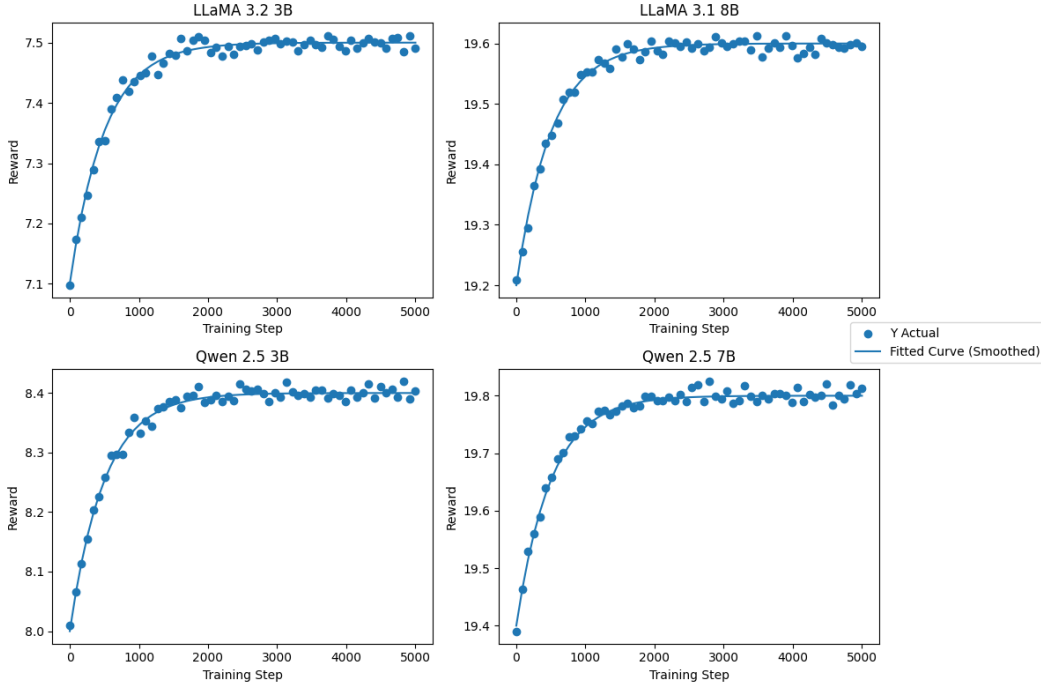 LLaMA 3.2 3B
7.5
7.4
7.3
7.2
7.1
Reward
0 1000 2000 3000 4000 5000
Training Step
LLaMA 3.1 8B
19.6
19.5
19.4
19.3
19.2
Reward
0 1000 2000 3000 4000 5000
Training Step
Y Actual
Fitted Curve (Smoothed)
Qwen 2.5 3B
8.4
8.3
8.2
8.1
8.0
Reward
0 1000 2000 3000 4000 5000
Training Step
Qwen 2.5 7B
19.8
19.7
19.6
19.5
19.4
Reward
0 1000 2000 3000 4000 5000
Training Step